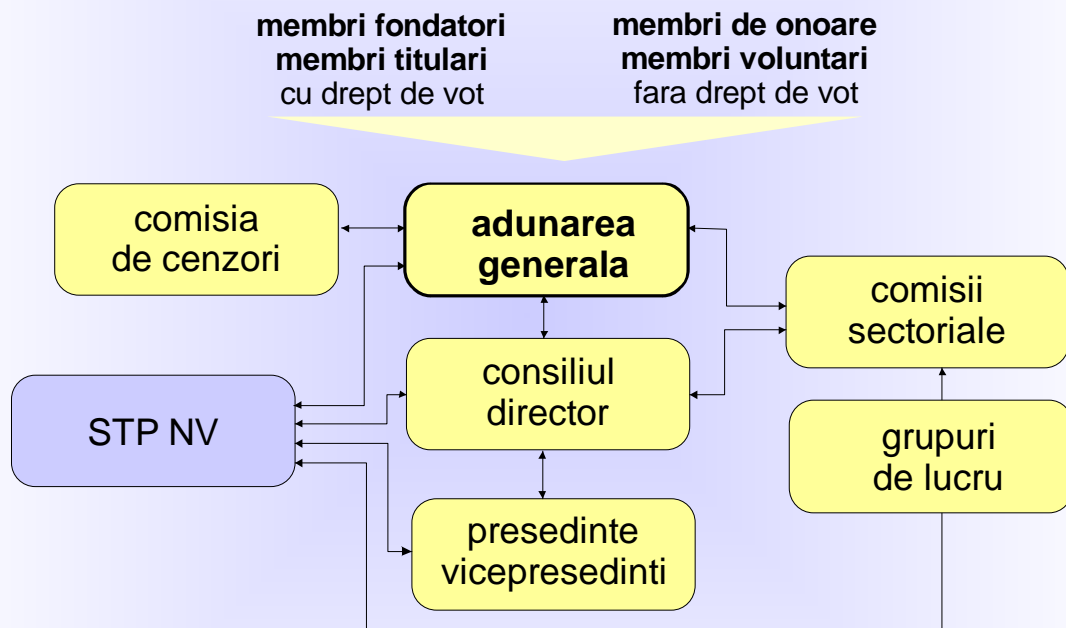 membri fondatori
membri titulari
cu drept de vot
membri de onoare
membri voluntari
fara drept de vot
comisia
de cenzori
adunarea
generala
comisii
sectoriale
consiliul
director
STP NV
grupuri
de lucru
presedinte
vicepresedinti